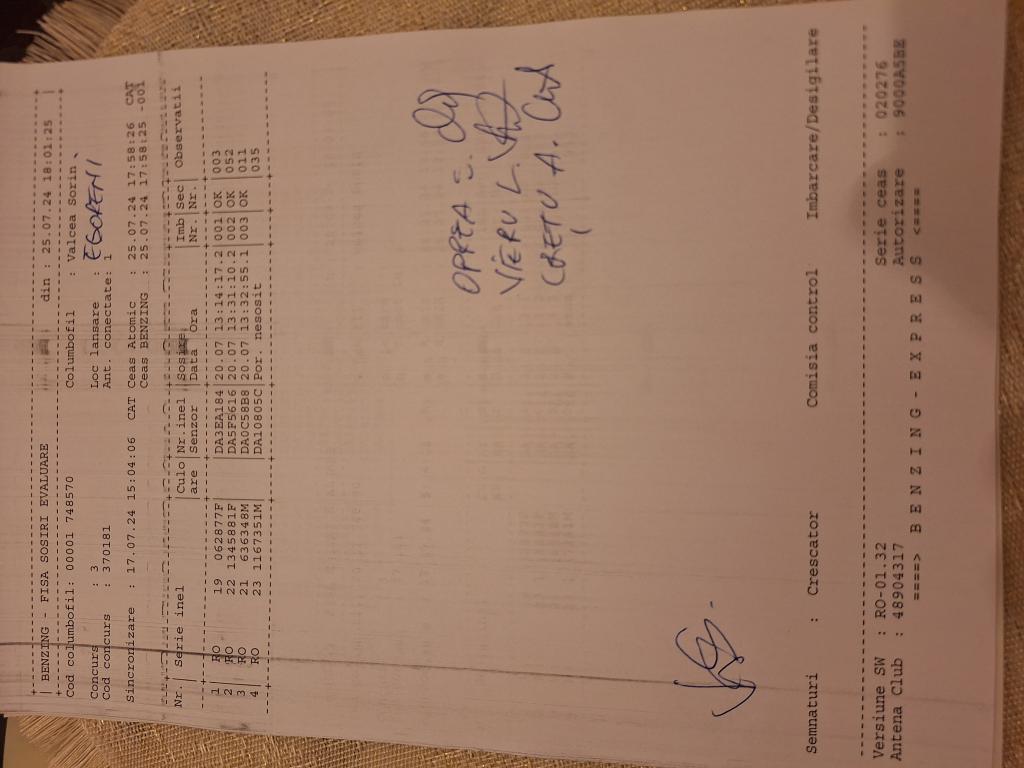 | BENZING - FISA SOSIRI EVALUARE din : 25.07.24 18:01:25 |
Cod columbofil: 00001 748570 Columbofil : Valcea Sorin
Concurs : 3 Loc lansare : EGORENI
Cod concurs : 370181 Ant. conectate: 1
Sincronizare : 17.07.24 15:04:06 CAT Ceas Atomic : 25.07.24 17:58:26 CAT
Ceas BENZING : 25.07.24 17:58:25 -001
Nr.| Serie inel |Culo|Nr.inel |Sosire |Imb|Sec|Observatii
are |Senzor |Data Ora |Nr |Nr.|
1 | RO 19 062877F| |DA3EA184|20.07 13:14:17.2|001|OK |003
2 | RO 22 1345881F| |DA5F5616|20.07 13:31:10.2|002|OK |052
3 | RO 21 636348M| |DA0C58B8|20.07 13:32:55.1|003|OK |011
4 | RO 23 1167351M| |DA10805C|Por. nesosit | | |035
OPREA
VIERU L.
CRETU A.
Semnaturi : Crescator Comisia control Imbarcare/Desigilare
Versiune SW : RO-01.32 Serie ceas : 020276
Antena Club : 48904317 Autorizare : 9000A5BE
====> B E N Z I N G - E X P R E S S <====